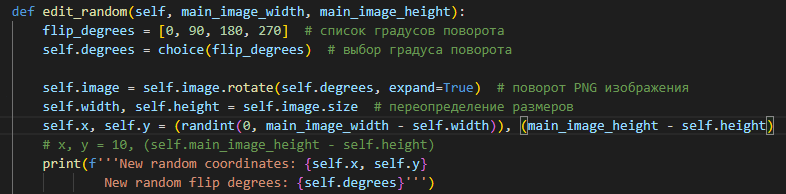 def edit_random(self, main_image_width, main_image_height):
    flip_degrees = [0, 90, 180, 270]  # список градусов поворота
    self.degrees = choice(flip_degrees)  # выбор градуса поворота

    self.image = self.image.rotate(self.degrees, expand=True)  # поворот PNG изображения
    self.width, self.height = self.image.size  # переопределение размеров
    self.x, self.y = (randint(0, main_image_width - self.width)), (main_image_height - self.height)
    # x, y = 10, (self.main_image_height - self.height)
    print(f'''New random coordinates: {self.x, self.y}
          New random flip degrees: {self.degrees}''')